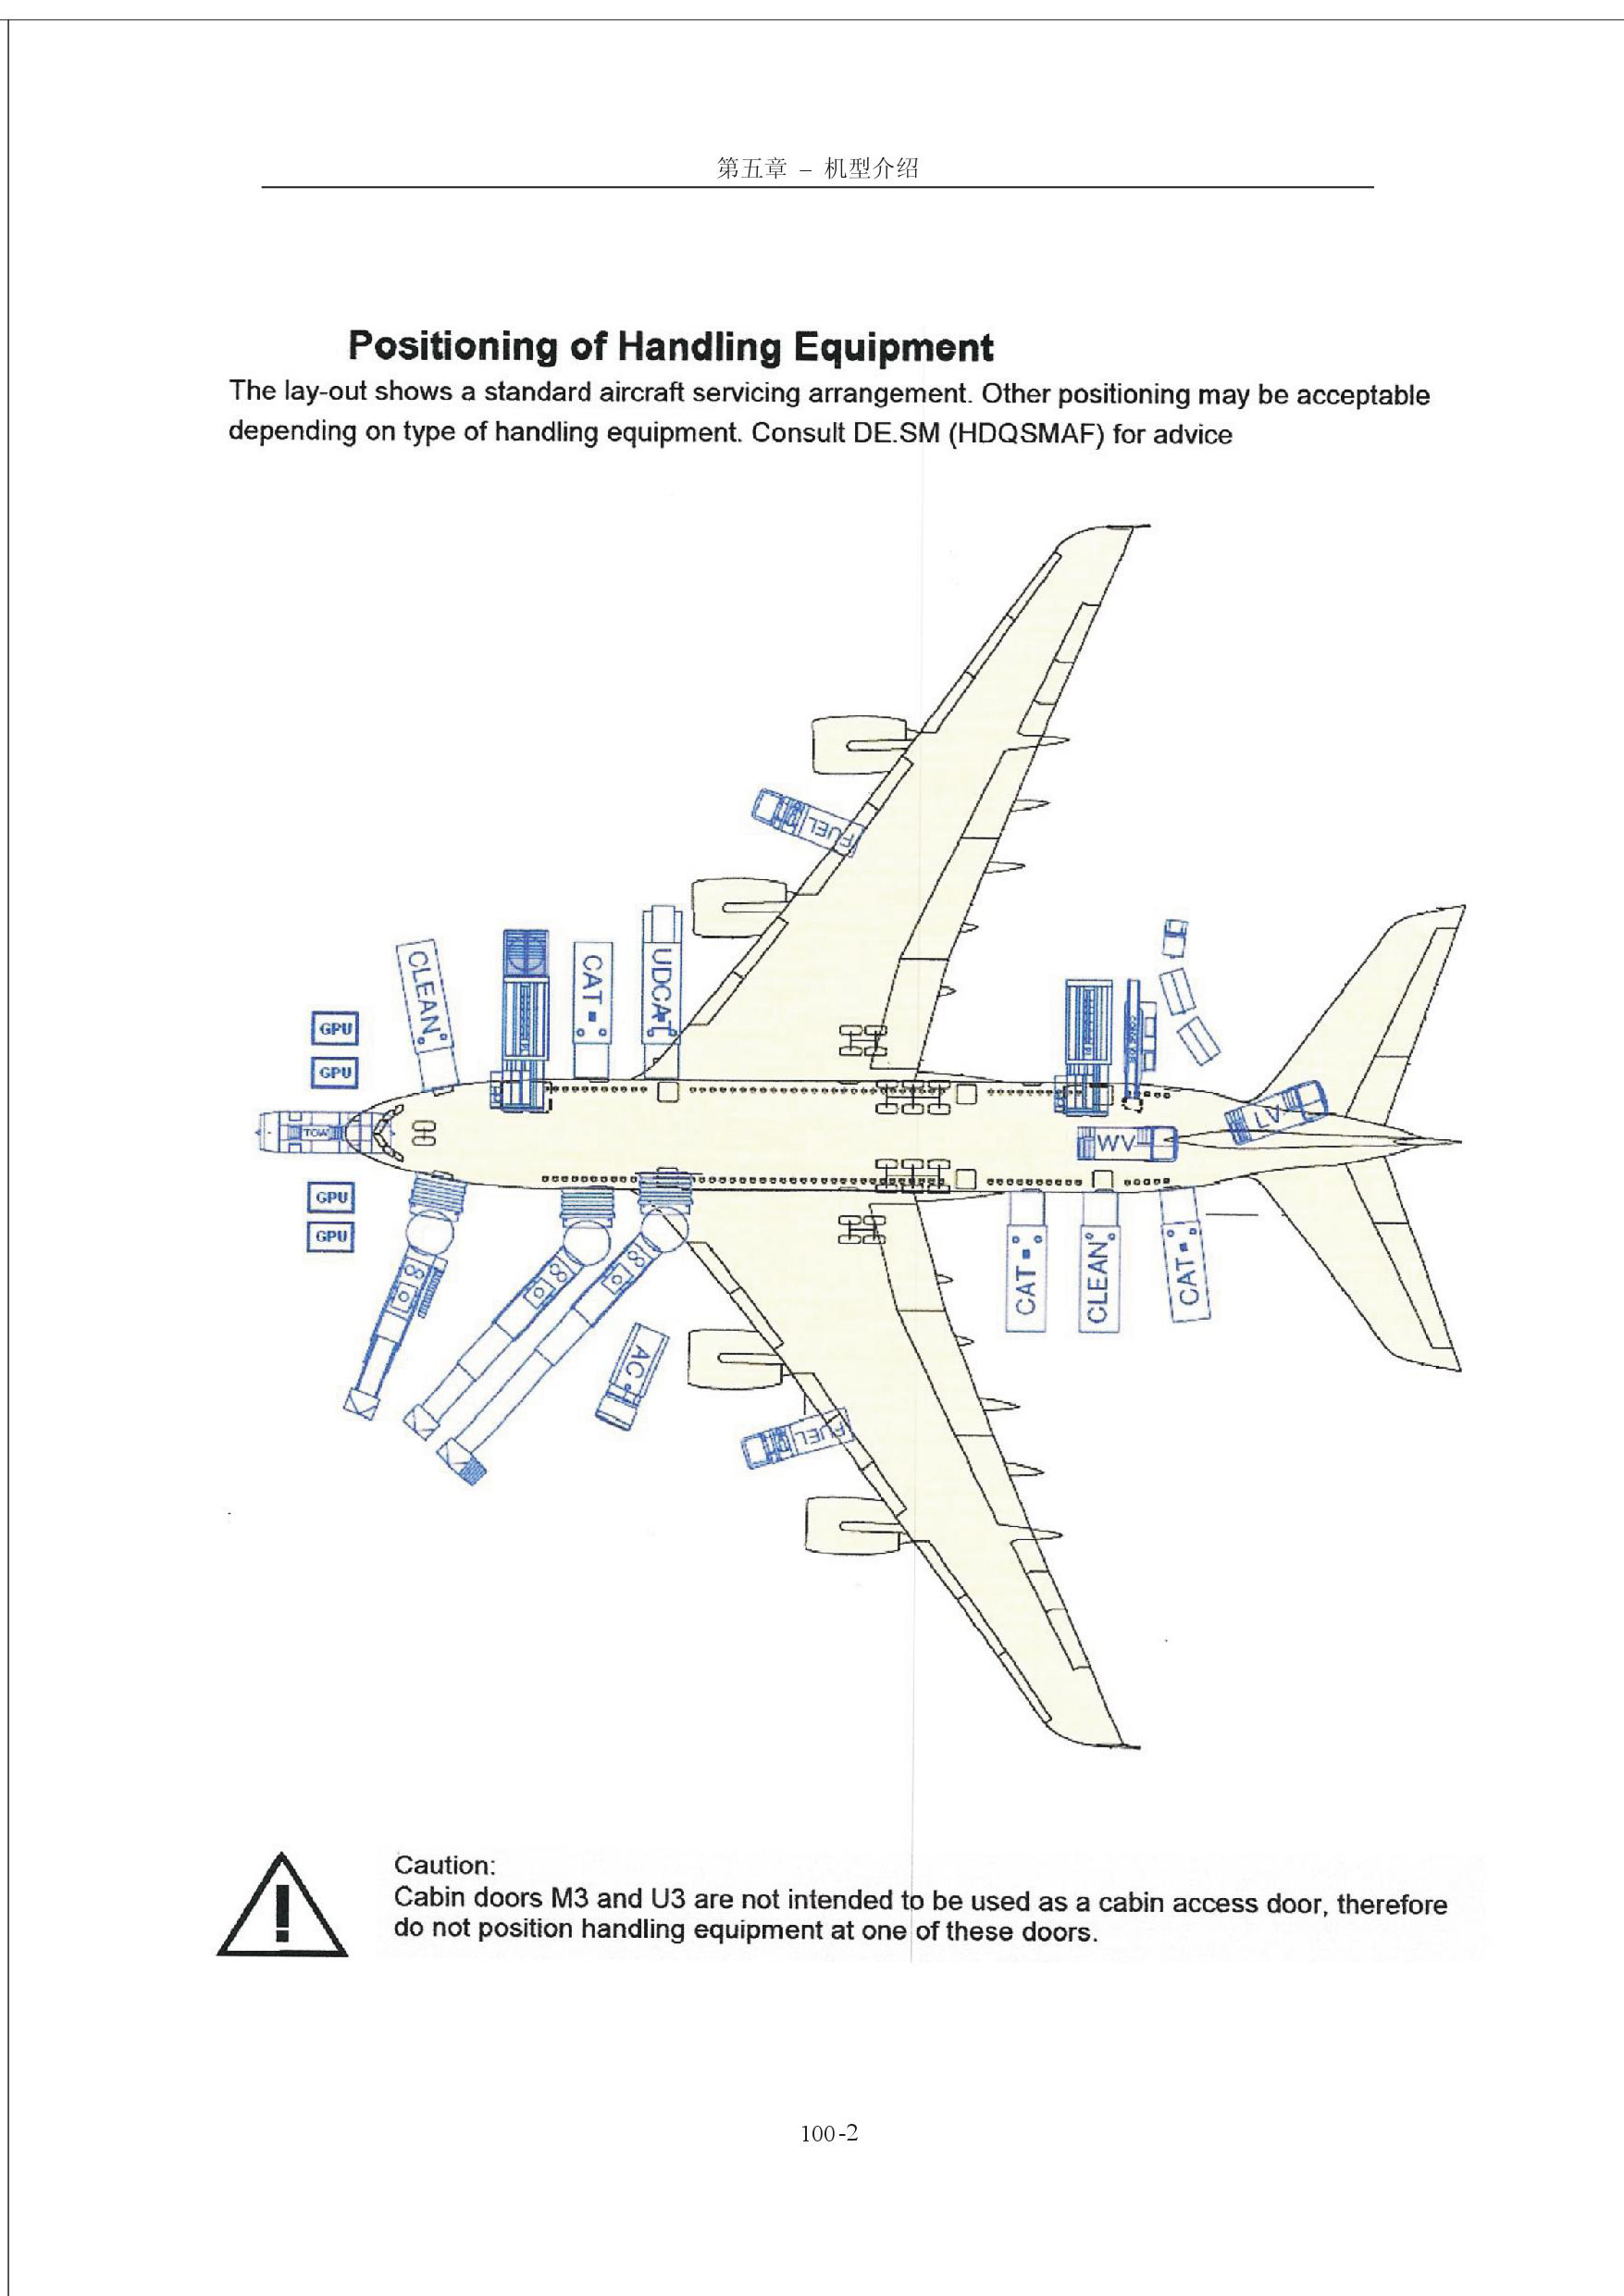 第五章 – 机型介绍
Positioning of Handling Equipment
The lay-out shows a standard aircraft servicing arrangement. Other positioning may be acceptable
depending on type of handling equipment. Consult DE.SM (HDQSMAF) for advice
FUEL
CLEAN
CAT
UDCAT
GPU
GPU
TOW
LV
WV
GPU
GPU
CAT
CLEAN
CAT
AC
FUEL
Caution:
Cabin doors M3 and U3 are not intended to be used as a cabin access door, therefore
do not position handling equipment at one of these doors.
100-2